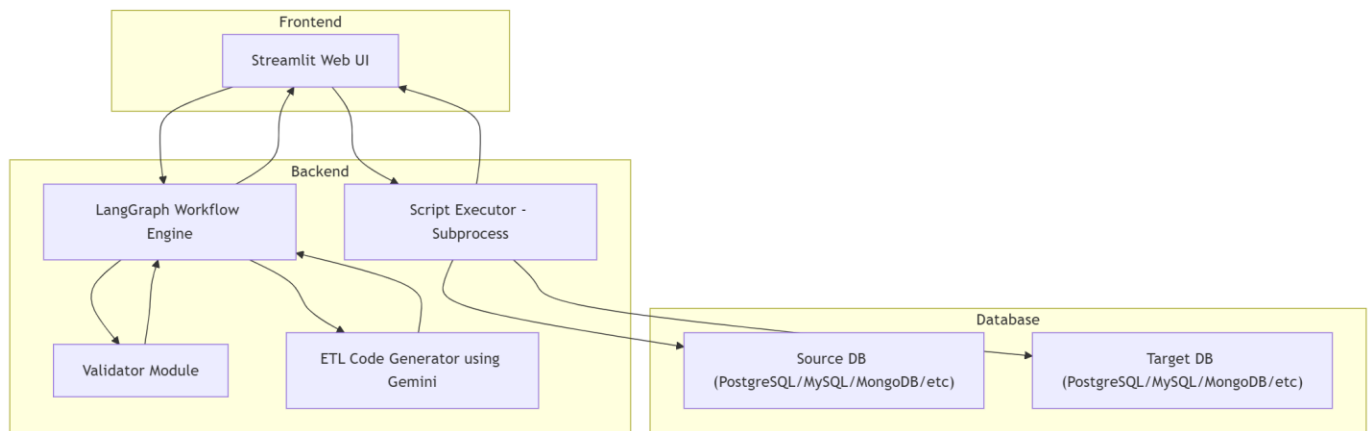 Frontend
Streamlit Web UI
Backend
LangGraph Workflow
Engine
Script Executor -
Subprocess
Validator Module
ETL Code Generator using
Gemini
Database
Source DB
(PostgreSQL/MySQL/MongoDB/etc)
Target DB
(PostgreSQL/MySQL/MongoDB/etc)